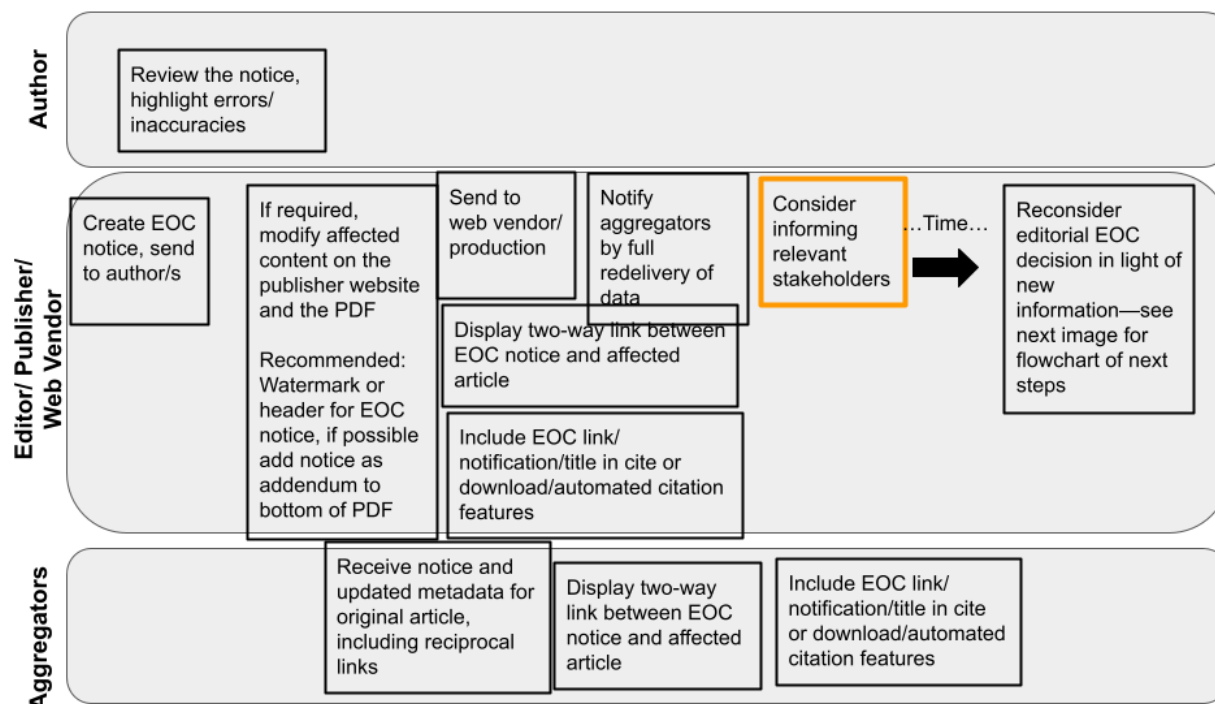 Author
Review the notice,
highlight errors/
inaccuracies
Editor/ Publisher/
Web Vendor
Create EOC
notice, send
to author/s
If required,
modify affected
content on the
publisher website
and the PDF
Recommended:
Watermark or
header for EOC
notice, if possible
add notice as
addendum to
bottom of PDF
Send to
web vendor/
production
Notify
aggregators
by full
redelivery of
data
Display two-way link between
EOC notice and affected
article
Include EOC link/
notification/title in cite or
download/automated citation
features
Consider
informing
relevant
stakeholders
…Time…
Reconsider
editorial EOC
decision in light of
new
information—see
next image for
flowchart of next
steps
Aggregators
Receive notice and
updated metadata for
original article,
including reciprocal
links
Display two-way
link between EOC
notice and affected
article
Include EOC link/
notification/title in cite
or download/automated
citation features